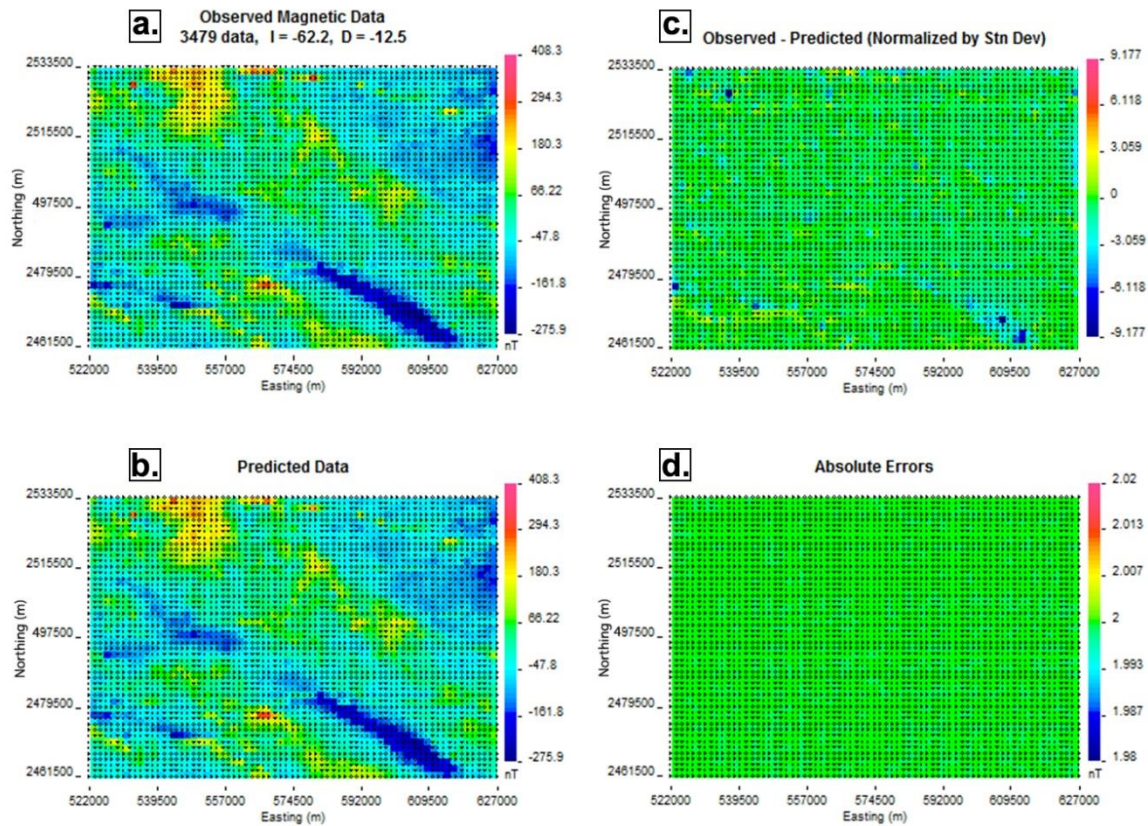 a.
Observed Magnetic Data
3479 data, I = -62.2, D = -12.5
2533500
2515500
2497500
2479500
2461500
Northing (m)
522000 539500 557000 574500 592000 609500 627000
Easting (m)
408.3
294.3
180.3
66.22
-47.8
-161.8
-275.9
nT
c.
Observed - Predicted (Normalized by Stn Dev)
2533500
2515500
497500
2479500
2461500
Northing (m)
522000 539500 557000 574500 592000 609500 627000
Easting (m)
9.177
6.118
3.059
0
-3.059
-6.118
-9.177
b.
Predicted Data
2533500
2515500
497500
2479500
2461500
Northing (m)
522000 539500 557000 574500 592000 609500 627000
Easting (m)
408.3
294.3
180.3
66.22
-47.8
-161.8
-275.9
nT
d.
Absolute Errors
2533500
2515500
497500
2479500
2461500
Northing (m)
522000 539500 557000 574500 592000 609500 627000
Easting (m)
2.02
2.013
2.007
2
1.993
1.987
1.98
nT